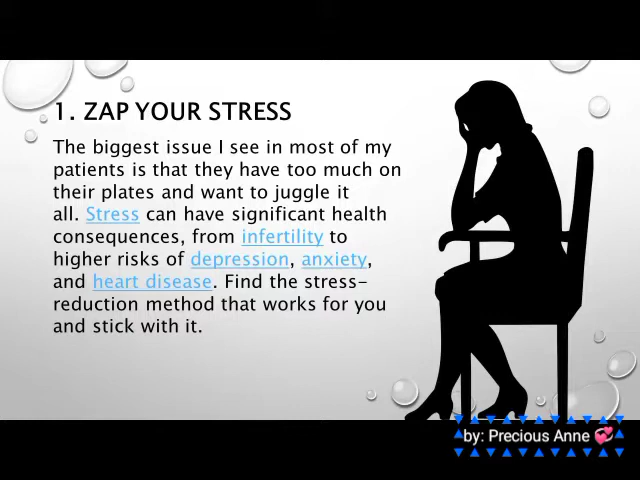 1. ZAP YOUR STRESS
The biggest issue I see in most of my
patients is that they have too much on
their plates and want to juggle it
all. Stress can have significant health
consequences, from infertility to
higher risks of depression, anxiety,
and heart disease. Find the stress-
reduction method that works for you
and stick with it.
by: Precious Anne 💞